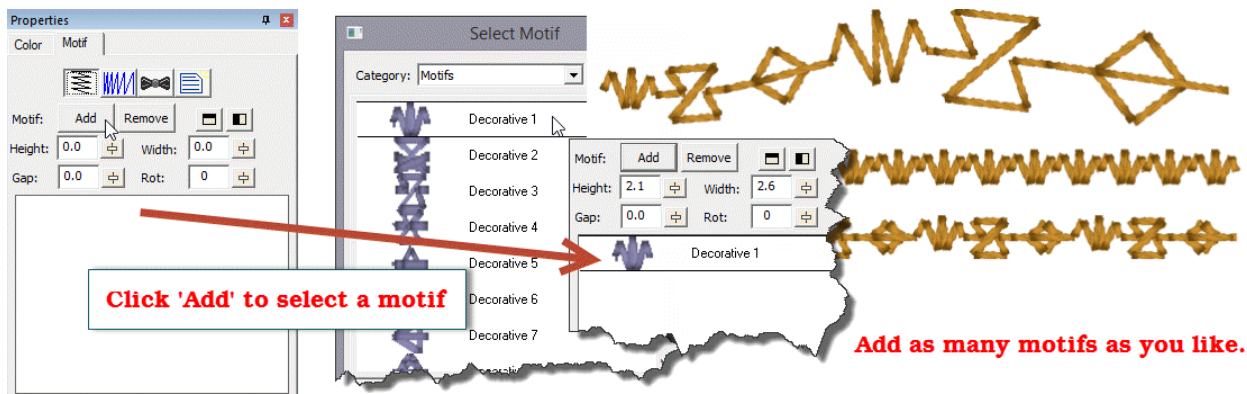 Properties
Color Motif
Motif: Add Remove
Height: 0.0 Width: 0.0
Gap: 0.0 Rot: 0
Select Motif
Category: Motifs
Decorative 1
Decorative 2
Decorative 3
Decorative 4
Decorative 5
Decorative 6
Decorative 7
Motif: Add Remove
Height: 2.1 Width: 2.6
Gap: 0.0 Rot: 0
Decorative 1
Click 'Add' to select a motif
Add as many motifs as you like.